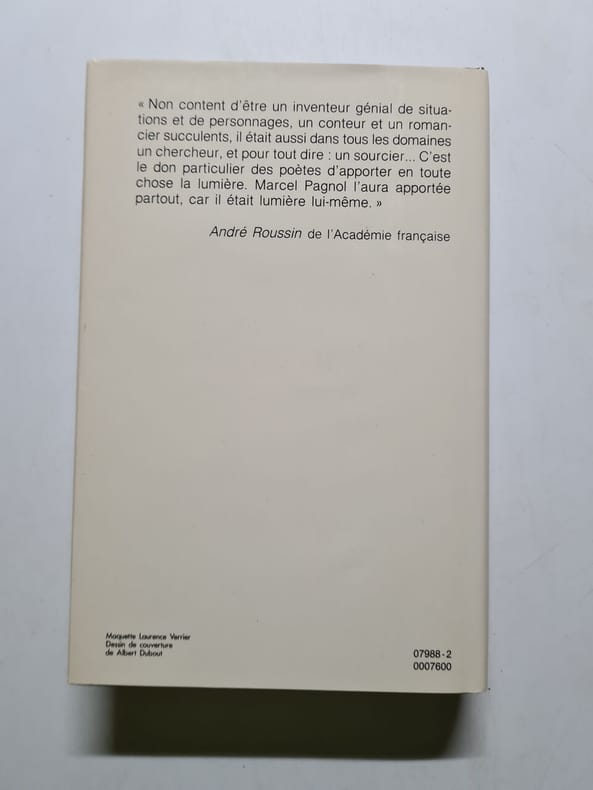 « Non content d'être un inventeur génial de situa-
tions et de personnages, un conteur et un roman-
cier succulents, il était aussi dans tous les domaines
un chercheur, et pour tout dire : un sourcier... C'est
le don particulier des poètes d'apporter en toute
chose la lumière. Marcel Pagnol l'aura apportée
partout, car il était lumière lui-même. »
André Roussin de l'Académie française
Maquette Laurence Verrier
Dessin de couverture
de Albert Dubout
07988-2
0007600